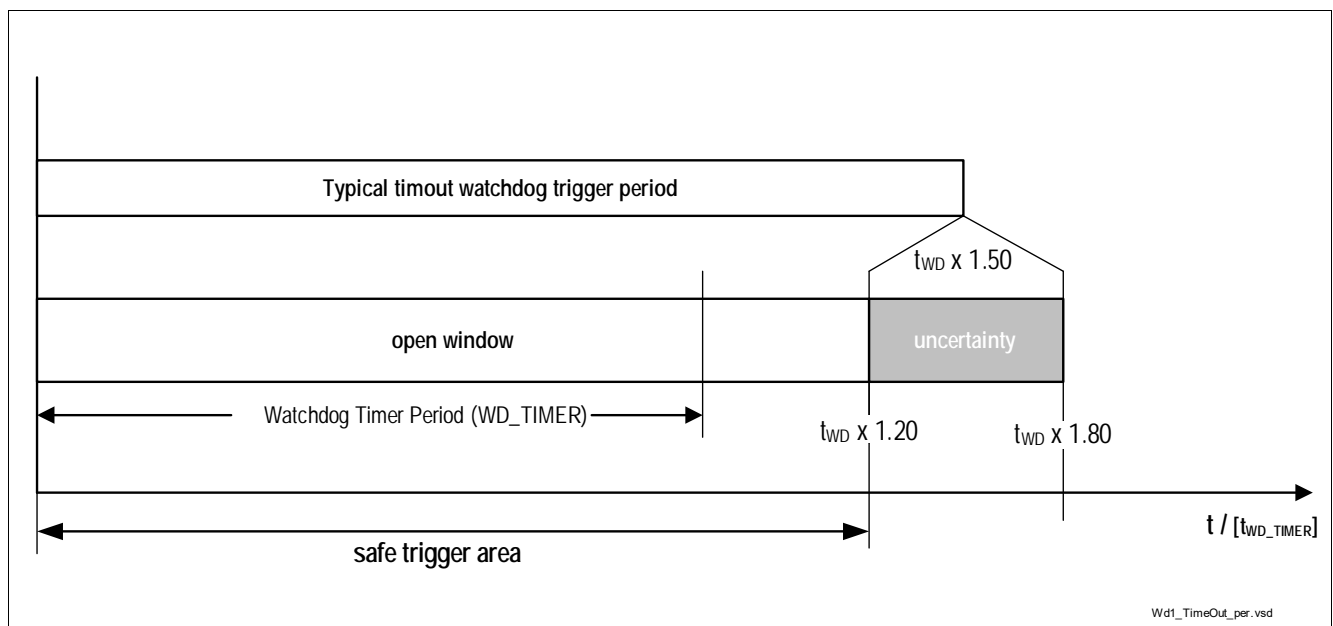 Typical timout watchdog trigger period
tWD x 1.50
open window
uncertainty
Watchdog Timer Period (WD_TIMER)
tWD x 1.20
tWD x 1.80
t / [tWD_TIMER]
safe trigger area
Wd1_TimeOut_per.vsd